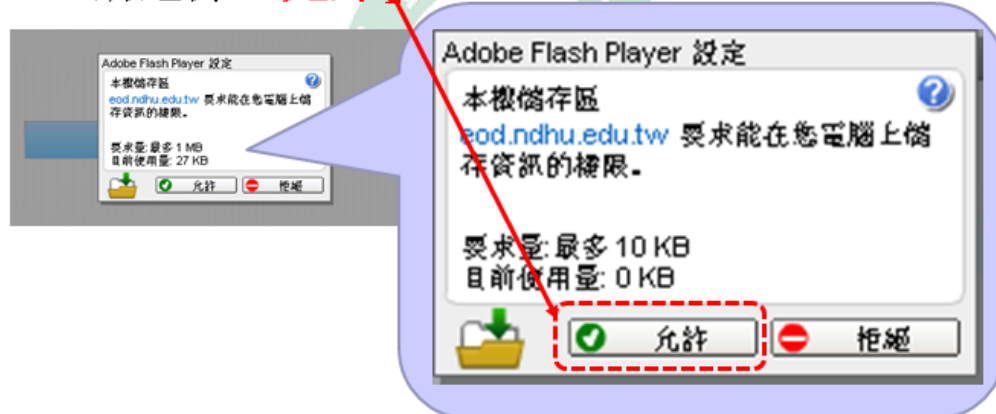 Adobe Flash Player 設定
本機儲存區
eod.ndhu.edu.tw 要求能在您電腦上儲
存資訊的權限。
要求量: 最多 1 MB
目前使用量: 27 KB
允許
拒絕
Adobe Flash Player 設定
本機儲存區
eod.ndhu.edu.tw 要求能在您電腦上儲
存資訊的權限。
要求量: 最多 10 KB
目前使用量: 0 KB
允許
拒絕